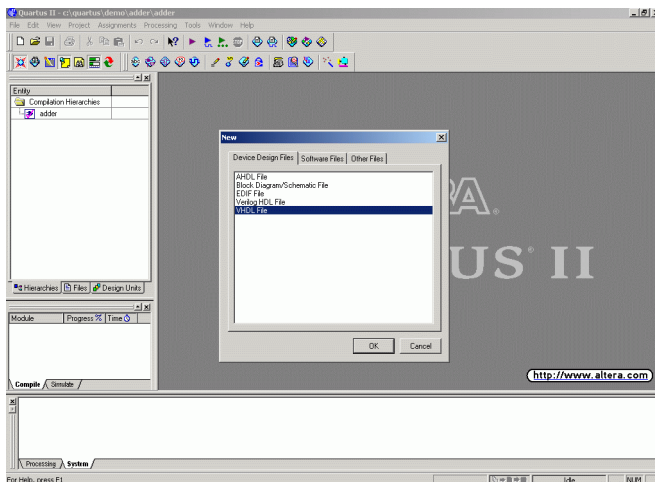 Quartus II - c:\quartus\demo\adder\adder
File Edit View Project Assignments Processing Tools Window Help
Entity
Compilation Hierarchies
adder
Hierarchies Files Design Units
Module Progress % Time
Compile Simulate
New
Device Design Files Software Files Other Files
AHDL File
Block Diagram/Schematic File
EDIF File
Verilog HDL File
VHDL File
OK Cancel
RA
US II
http://www.altera.com
Processing System
For Help, press F1
Idle NUM